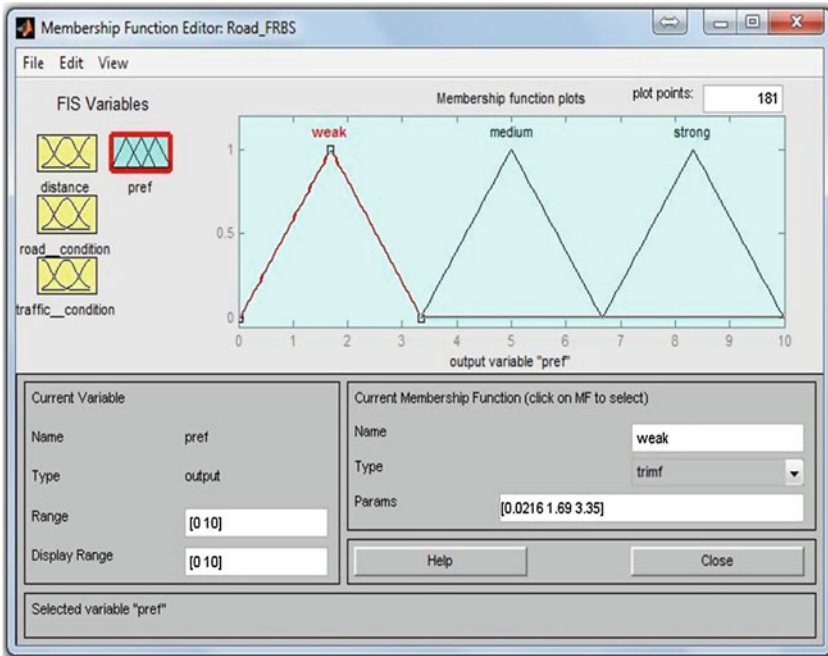 Membership Function Editor: Road_FRBS
File Edit View
FIS Variables
Membership function plots
plot points:
181
weak
medium
strong
distance
pref
road__condition
traffic__condition
1
0.5
0
0 1 2 3 4 5 6 7 8 9 10
output variable "pref"
Current Variable
Name pref
Type output
Range [0 10]
Display Range [0 10]
Current Membership Function (click on MF to select)
Name weak
Type trimf
Params [0.0216 1.69 3.35]
Help Close
Selected variable "pref"